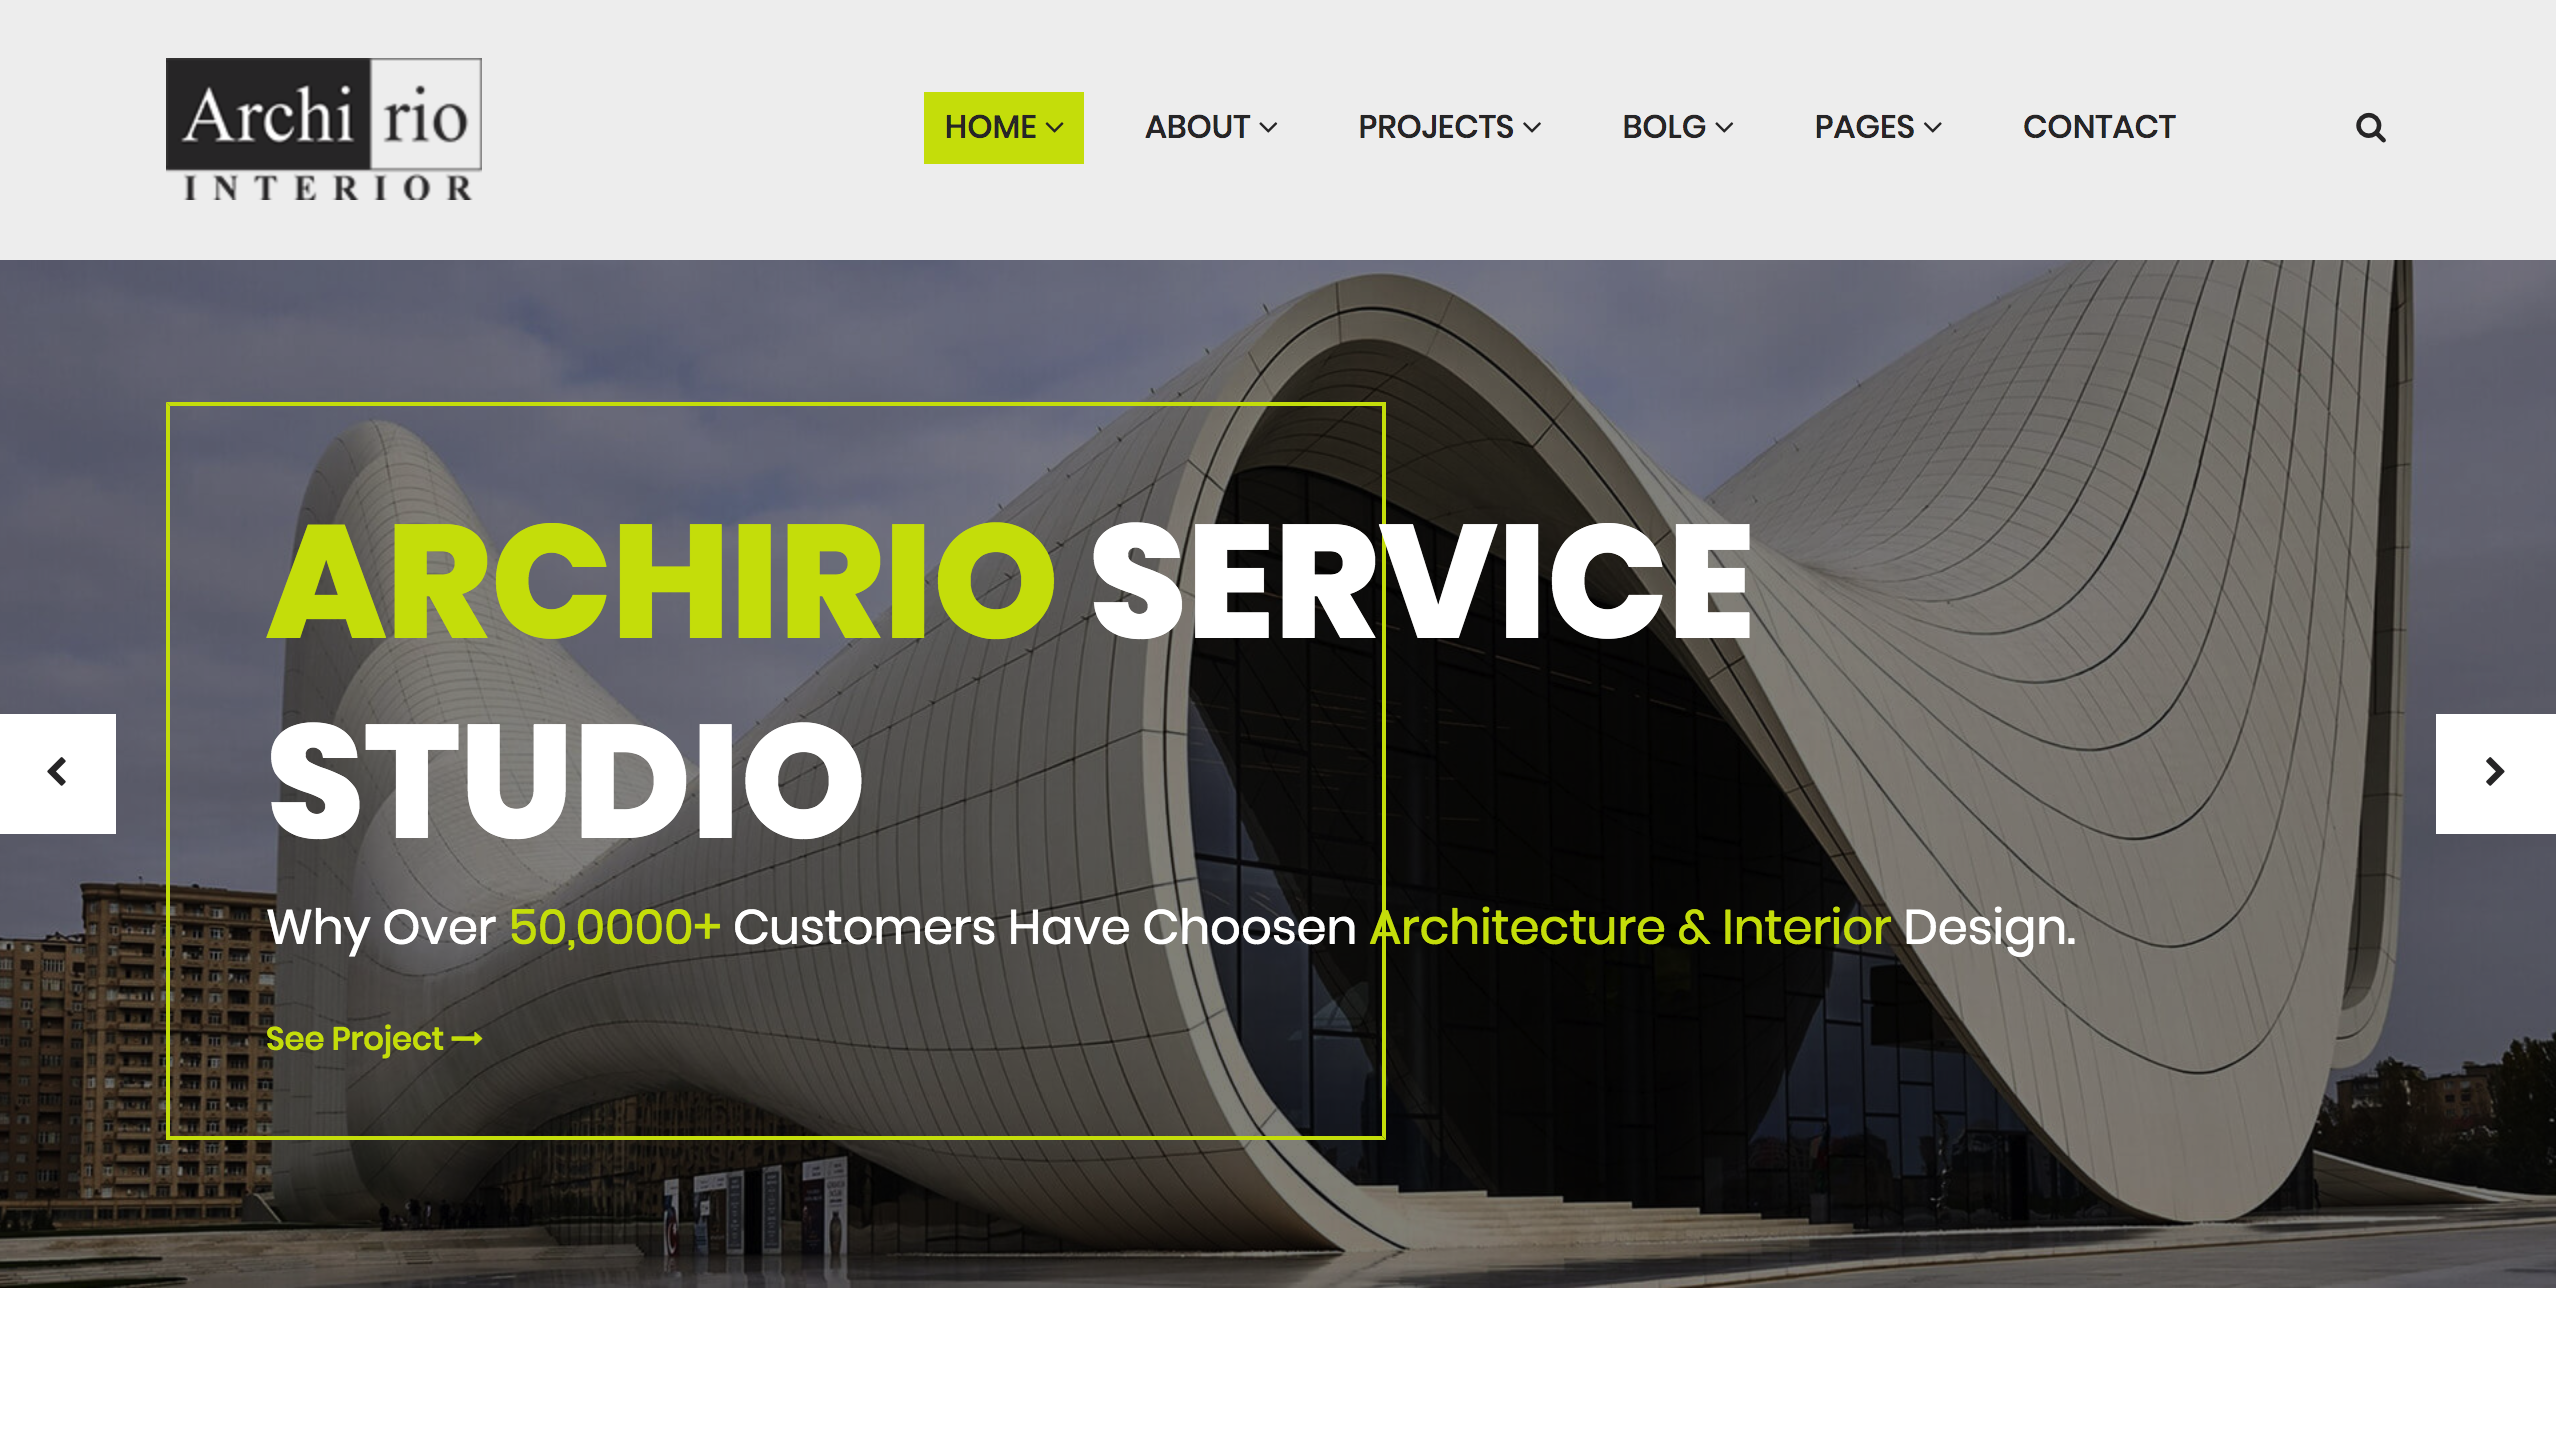 Archi rio
INTERIOR
HOME ABOUT PROJECTS BOLG PAGES CONTACT
ARCHIRIO SERVICE
STUDIO
Why Over 50,0000+ Customers Have Choosen Architecture & Interior Design.
See Project